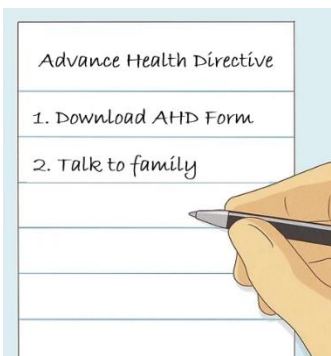 Advance Health Directive
1. Download AHD Form
2. Talk to family